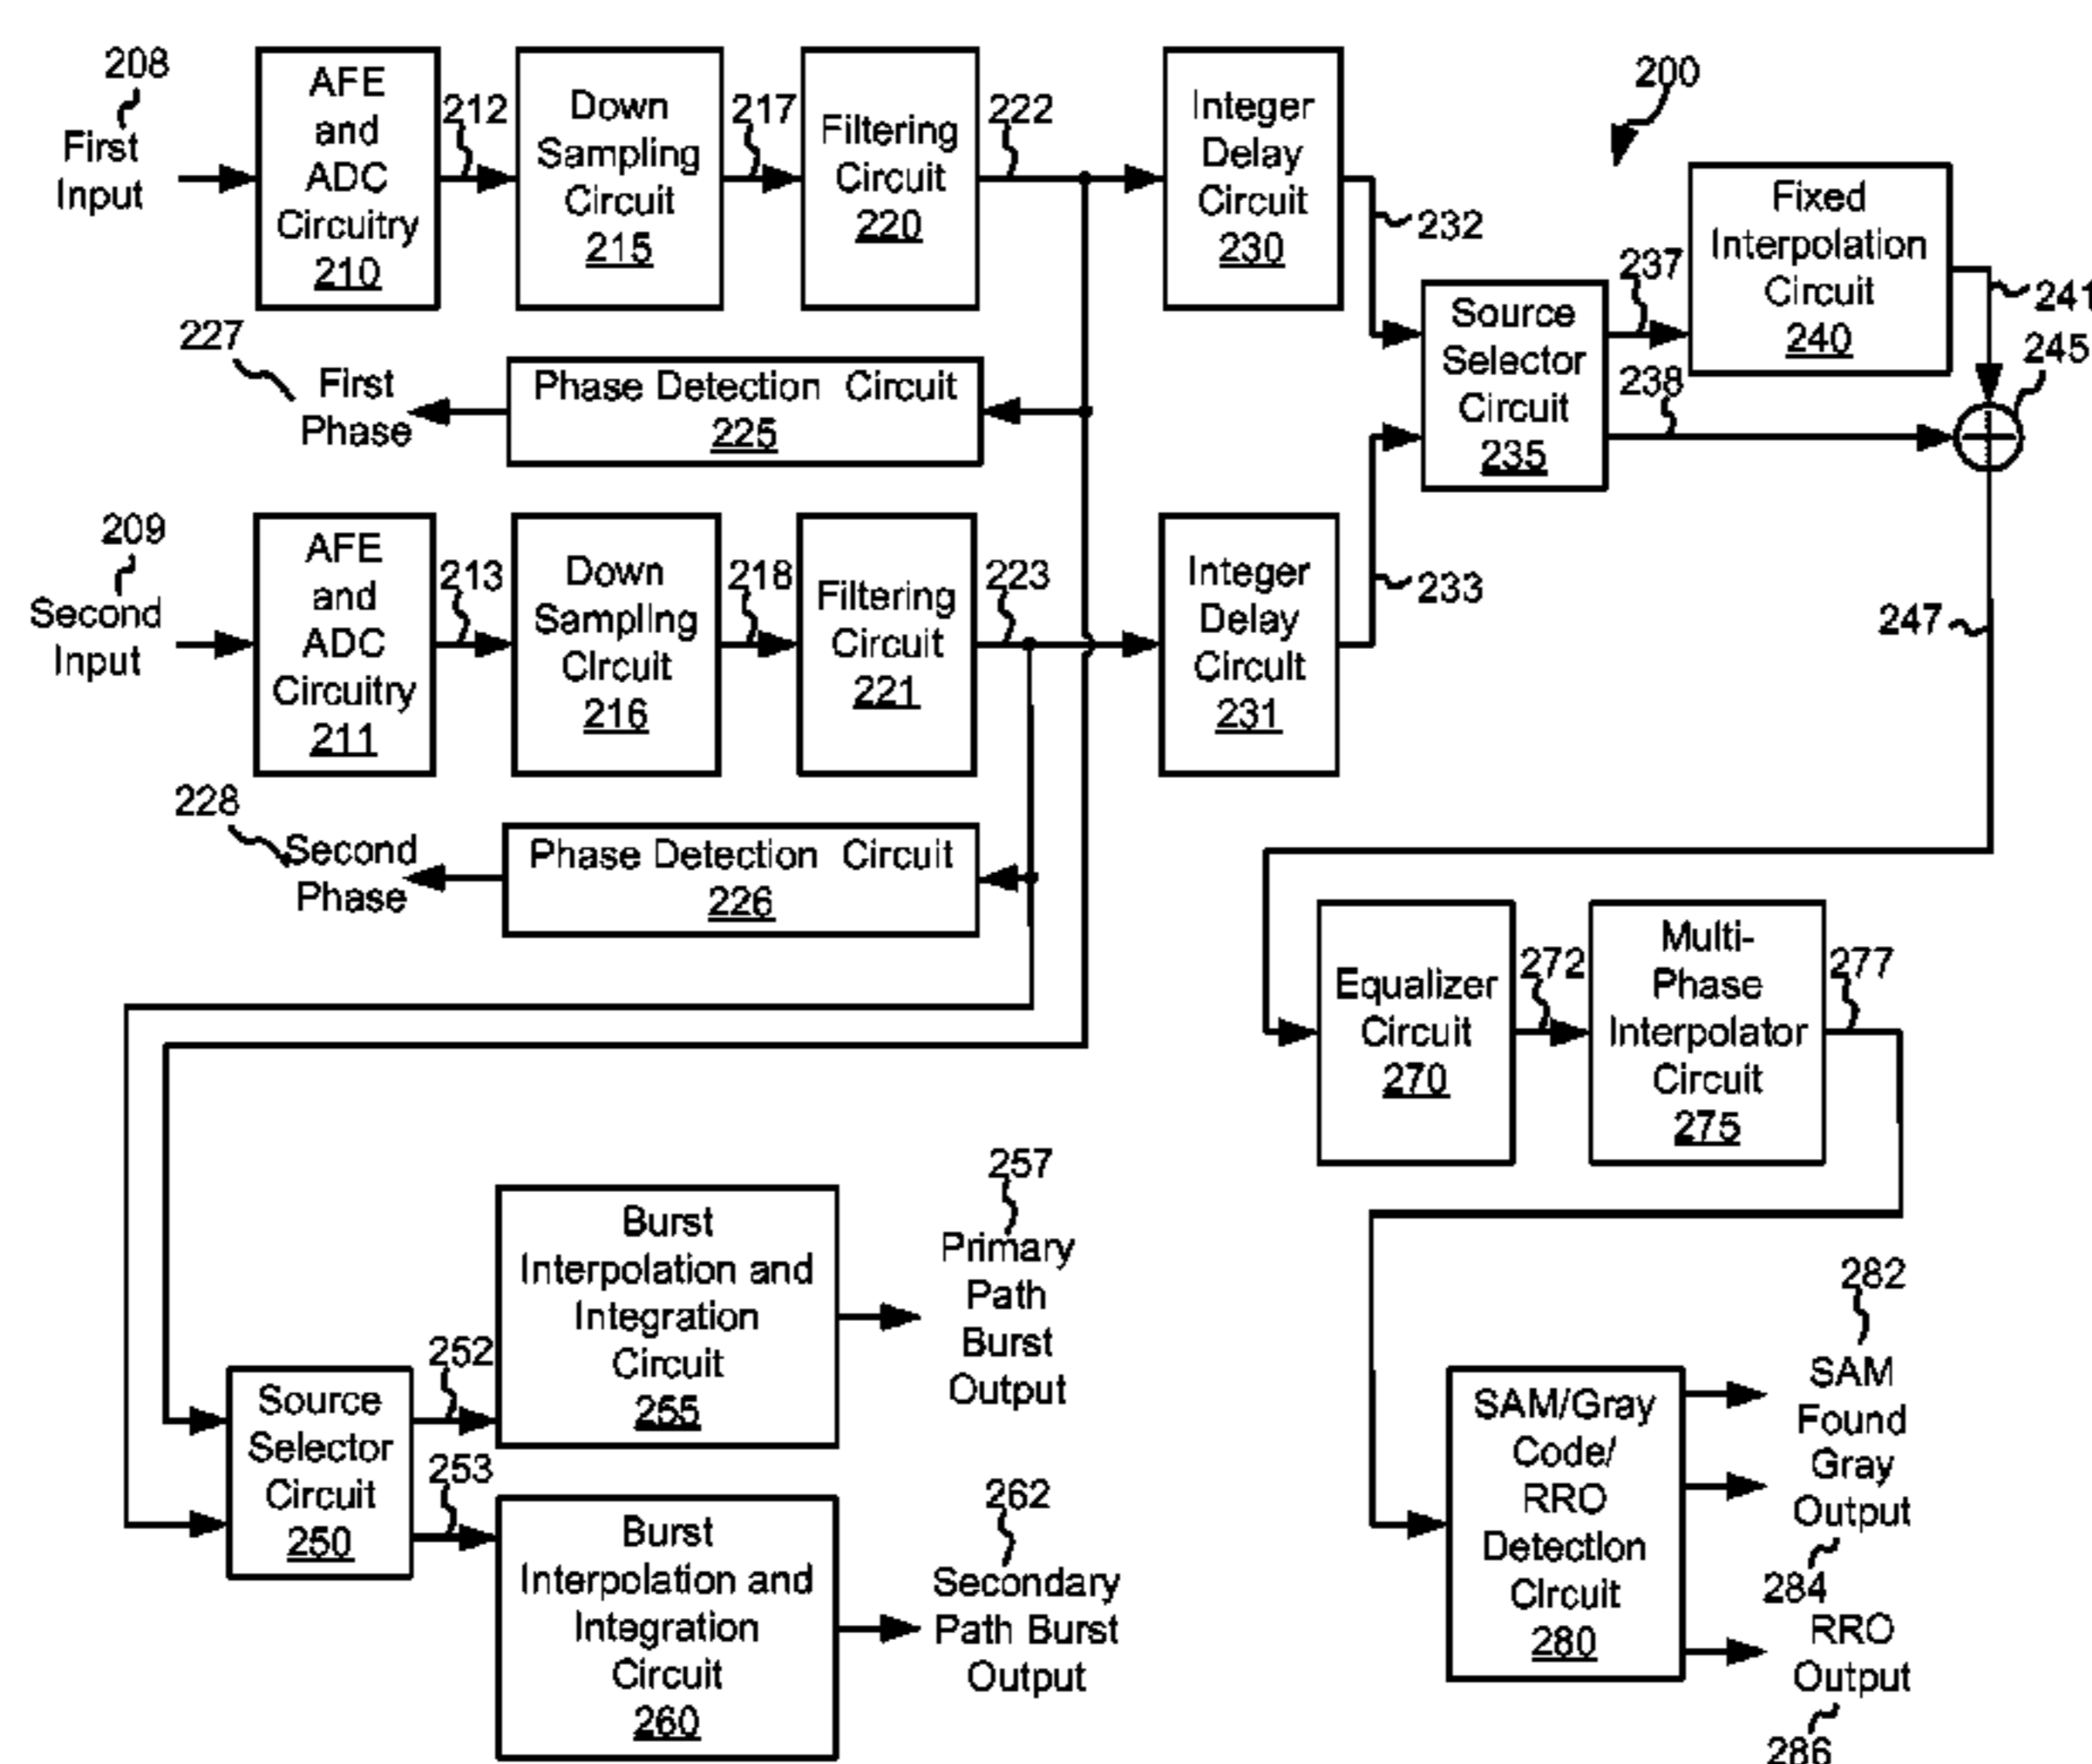 208
First
Input
AFE
and
ADC
Circuitry
210
212
Down
Sampling
Circuit
215
217
Filtering
Circuit
220
222
Integer
Delay
Circuit
230
232
200
Source
Selector
Circuit
235
237
238
Fixed
Interpolation
Circuit
240
241
245
227
First
Phase
Phase Detection Circuit
225
209
Second
Input
AFE
and
ADC
Circuitry
211
213
Down
Sampling
Circuit
216
218
Filtering
Circuit
221
223
Integer
Delay
Circuit
231
233
247
228
Second
Phase
Phase Detection Circuit
226
Equalizer
Circuit
270
272
Multi-
Phase
Interpolator
Circuit
275
277
Source
Selector
Circuit
250
252
253
Burst
Interpolation and
Integration
Circuit
255
257
Primary
Path
Burst
Output
Burst
Interpolation and
Integration
Circuit
260
262
Secondary
Path Burst
Output
SAM/Gray
Code/
RRO
Detection
Circuit
280
282
SAM
Found
Gray
Output
284
RRO
Output
286